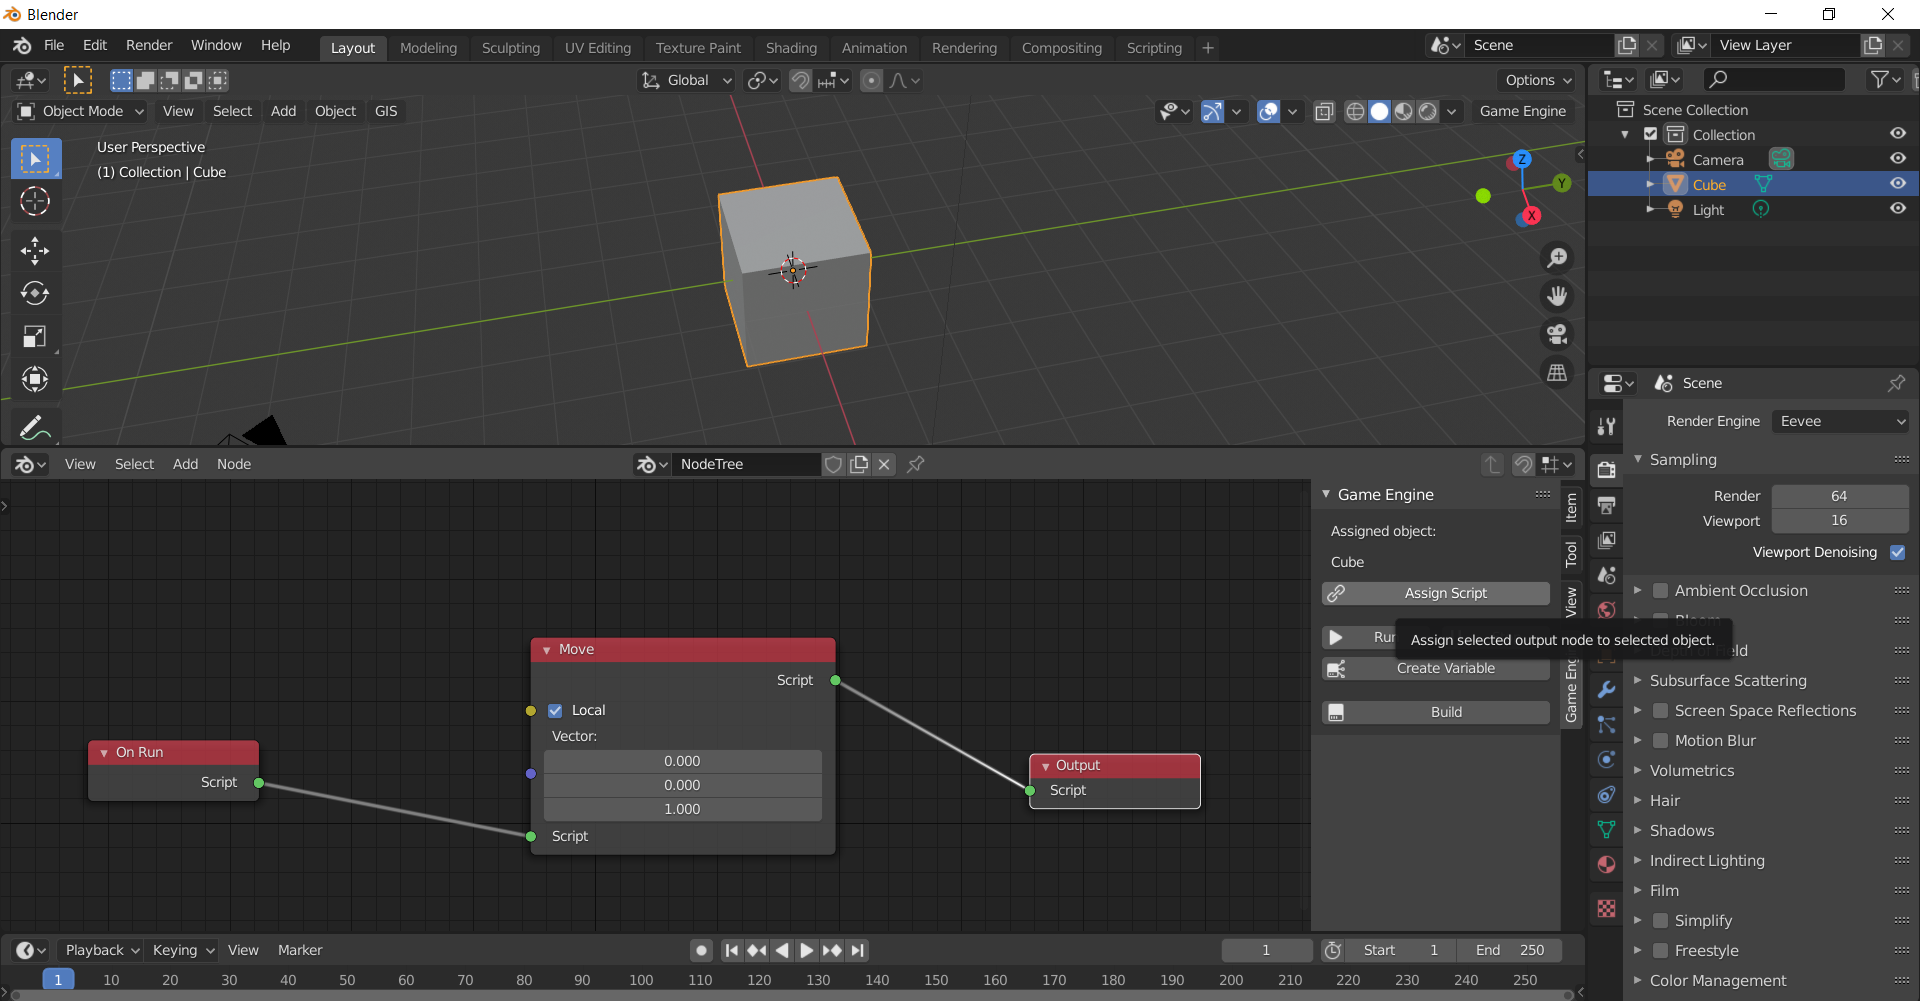 Blender
File Edit Render Window Help Layout Modeling Sculpting UV Editing Texture Paint Shading Animation Rendering Compositing Scripting + Scene View Layer
Global Options
Object Mode View Select Add Object GIS Game Engine
User Perspective
(1) Collection | Cube
Z
Y
X
Scene Collection
Collection
Camera
Cube
Light
View Select Add Node NodeTree
Game Engine
Assigned object:
Cube
Assign Script
Run
Assign selected output node to selected object.
Create Variable
Build
Item
Tool
View
Game Eng
Move
Script
Local
Vector:
0.000
0.000
1.000
Script
On Run
Script
Output
Script
Scene
Render Engine Eevee
Sampling
Render 64
Viewport 16
Viewport Denoising
Ambient Occlusion
Bloom
Depth of Field
Subsurface Scattering
Screen Space Reflections
Motion Blur
Volumetrics
Hair
Shadows
Indirect Lighting
Film
Simplify
Freestyle
Color Management
Playback Keying View Marker 1 Start 1 End 250
1 10 20 30 40 50 60 70 80 90 100 110 120 130 140 150 160 170 180 190 200 210 220 230 240 250